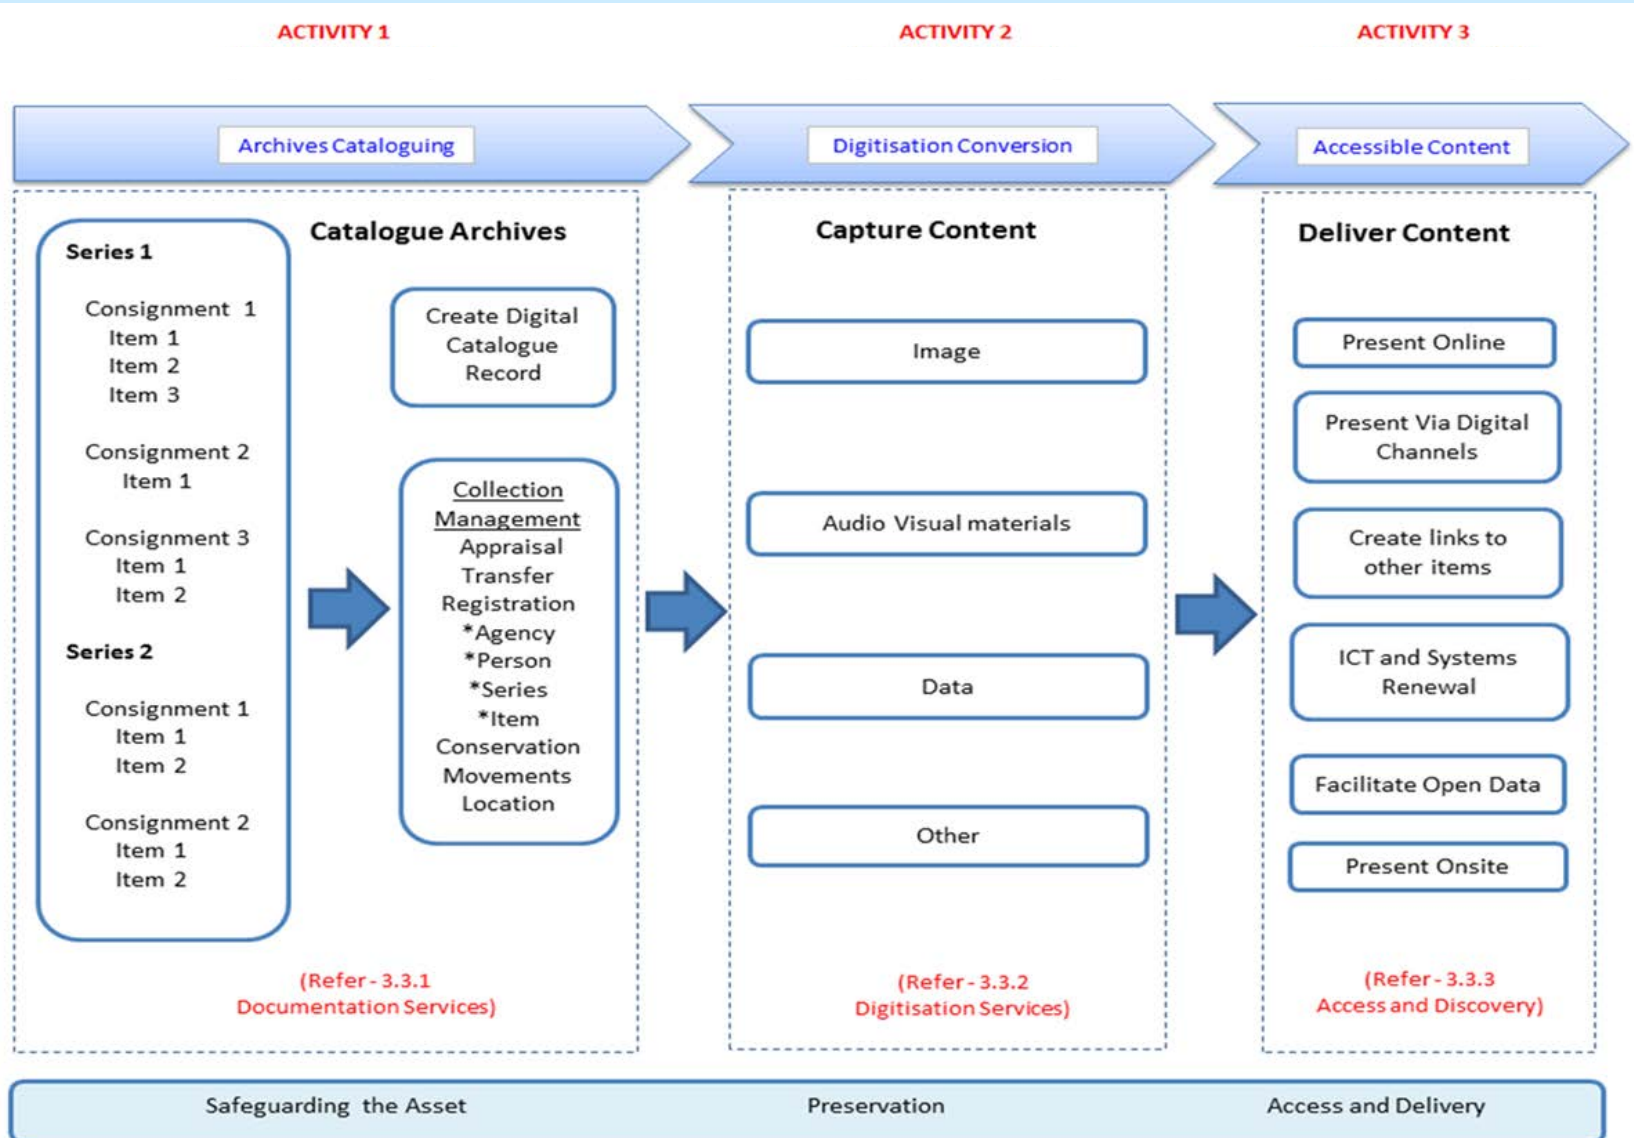 ACTIVITY 1
ACTIVITY 2
ACTIVITY 3
Archives Cataloguing
Digitisation Conversion
Accessible Content
Series 1
Consignment 1
Item 1
Item 2
Item 3
Consignment 2
Item 1
Consignment 3
Item 1
Item 2
Series 2
Consignment 1
Item 1
Item 2
Consignment 2
Item 1
Item 2
Catalogue Archives
Create Digital
Catalogue
Record
Collection
Management
Appraisal
Transfer
Registration
*Agency
*Person
*Series
*Item
Conservation
Movements
Location
(Refer - 3.3.1
Documentation Services)
Capture Content
Image
Audio Visual materials
Data
Other
(Refer - 3.3.2
Digitisation Services)
Deliver Content
Present Online
Present Via Digital
Channels
Create links to
other items
ICT and Systems
Renewal
Facilitate Open Data
Present Onsite
(Refer - 3.3.3
Access and Discovery)
Safeguarding the Asset
Preservation
Access and Delivery